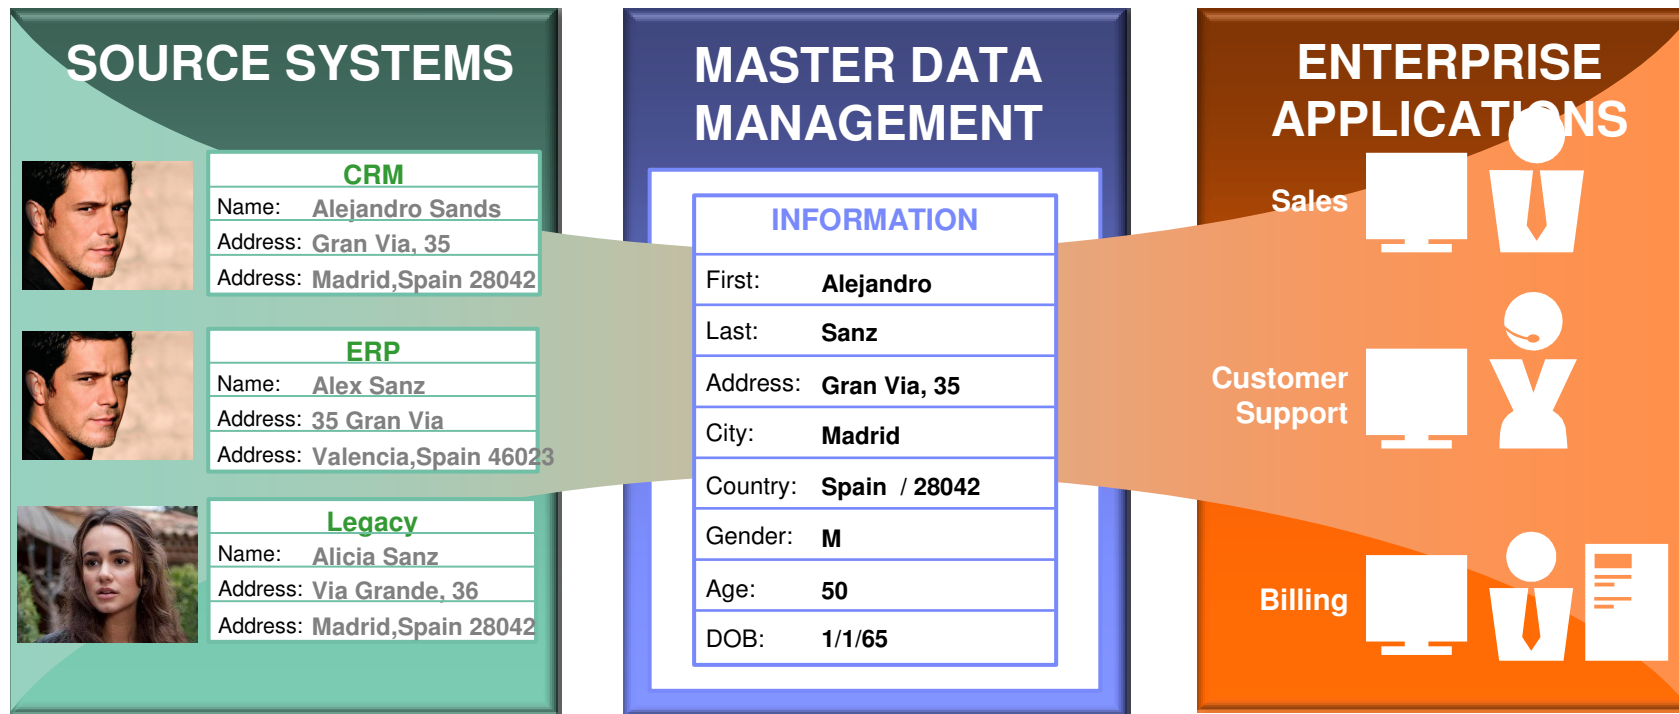 SOURCE SYSTEMS
CRM
Name: Alejandro Sands
Address: Gran Via, 35
Address: Madrid,Spain 28042
ERP
Name: Alex Sanz
Address: 35 Gran Via
Address: Valencia,Spain 46023
Legacy
Name: Alicia Sanz
Address: Via Grande, 36
Address: Madrid,Spain 28042
MASTER DATA
MANAGEMENT
INFORMATION
First: Alejandro
Last: Sanz
Address: Gran Via, 35
City: Madrid
Country: Spain / 28042
Gender: M
Age: 50
DOB: 1/1/65
ENTERPRISE
APPLICATIONS
Sales
Customer
Support
Billing